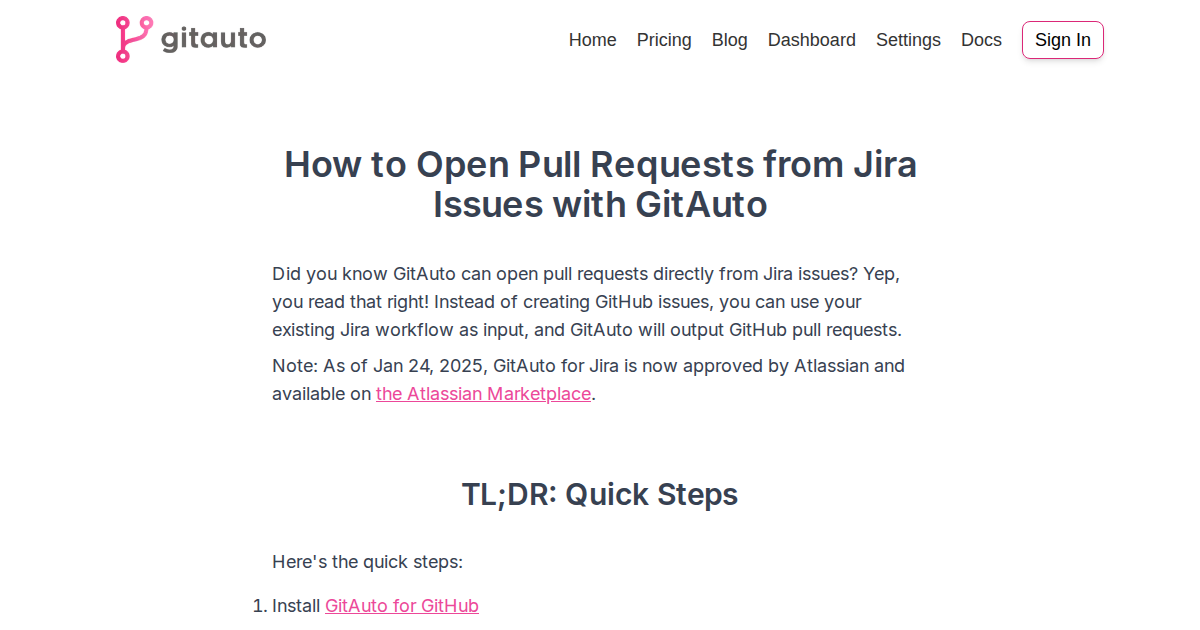 gitauto
Home Pricing Blog Dashboard Settings Docs Sign In
How to Open Pull Requests from Jira
Issues with GitAuto
Did you know GitAuto can open pull requests directly from Jira issues? Yep,
you read that right! Instead of creating GitHub issues, you can use your
existing Jira workflow as input, and GitAuto will output GitHub pull requests.
Note: As of Jan 24, 2025, GitAuto for Jira is now approved by Atlassian and
available on the Atlassian Marketplace.
TL;DR: Quick Steps
Here's the quick steps:
1. Install GitAuto for GitHub